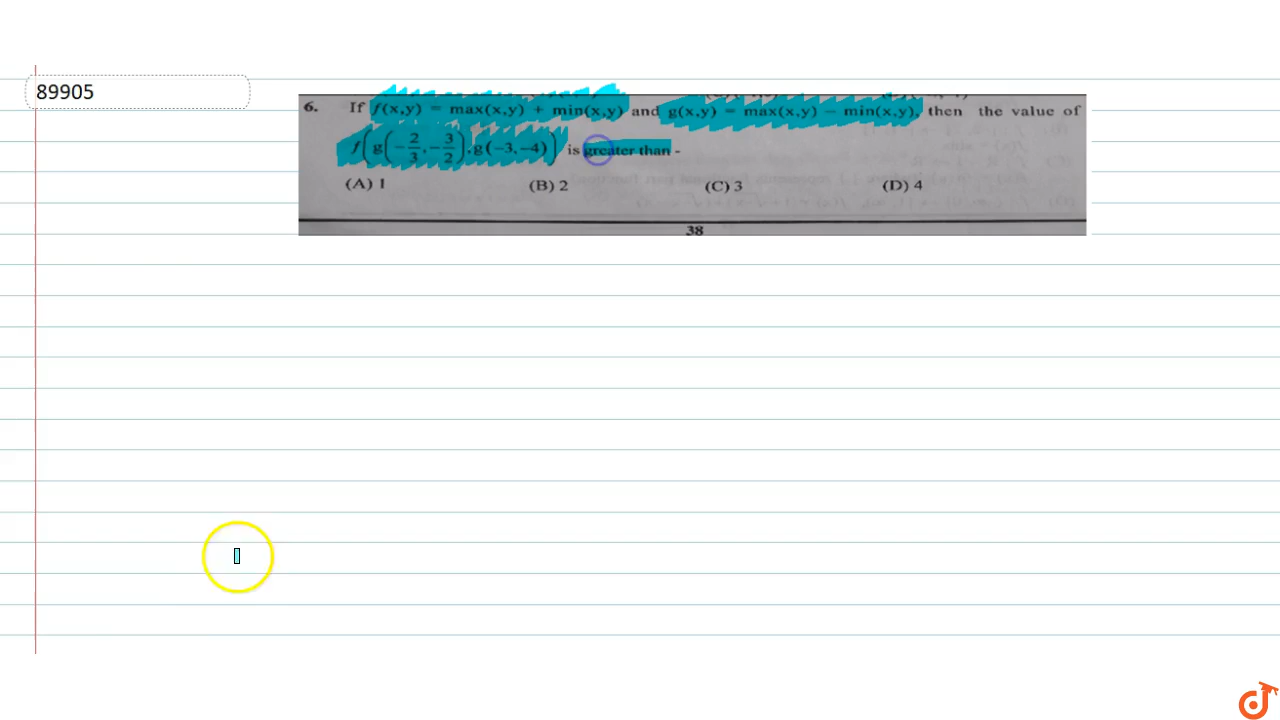 89905
6. If f(x,y) = max(x,y) + min(x,y) and g(x,y) = max(x,y) − min(x,y), then the value of
f(g(−2/3, −3/2), g(−3,−4)) is greater than -
(A) 1 (B) 2 (C) 3 (D) 4
38